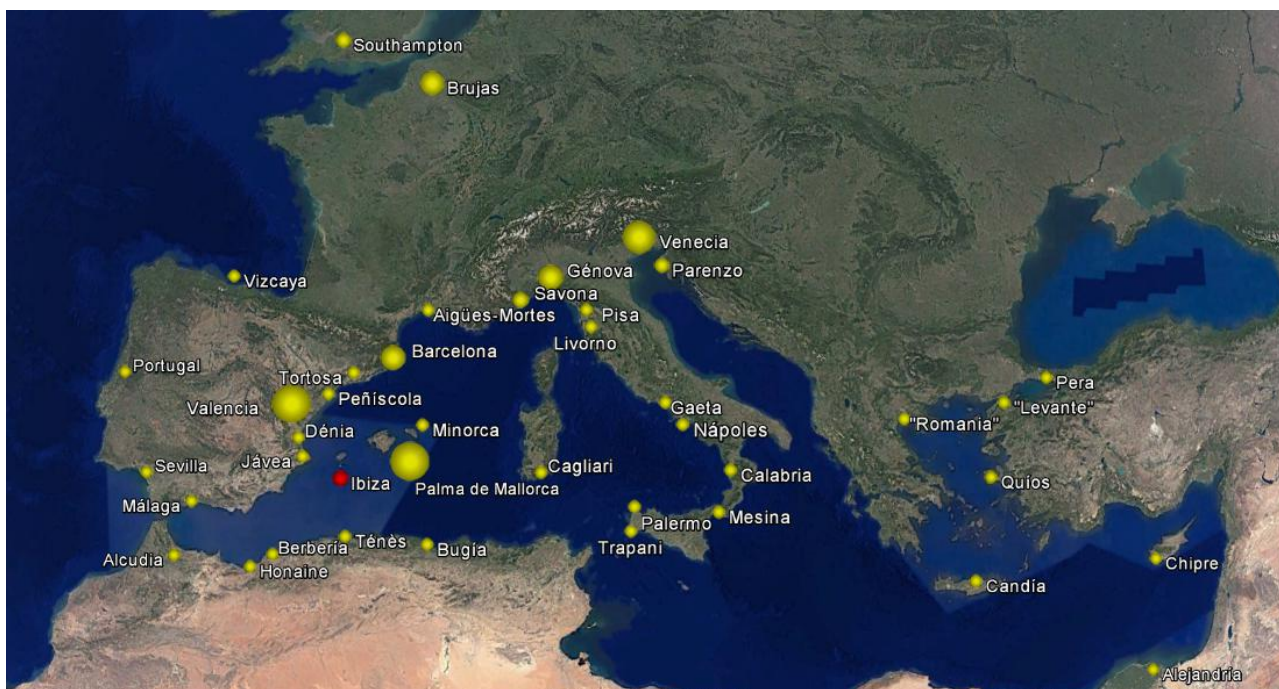 Southampton
Brujas
Venecia
Parenzo
Génova
Vizcaya
Savona
Aigües-Mortes
Pisa
Livorno
Barcelona
Portugal
Tortosa
Pera
Peñíscola
Valencia
Gaeta
"Levante"
"Romania"
Minorca
Nápoles
Dénia
Jávea
Sevilla
Cagliari
Calabria
Ibiza
Palma de Mallorca
Quíos
Málaga
Mesina
Palermo
Trapani
Ténès
Berbería
Bugía
Alcudia
Honaine
Chipre
Candía
Alejandría